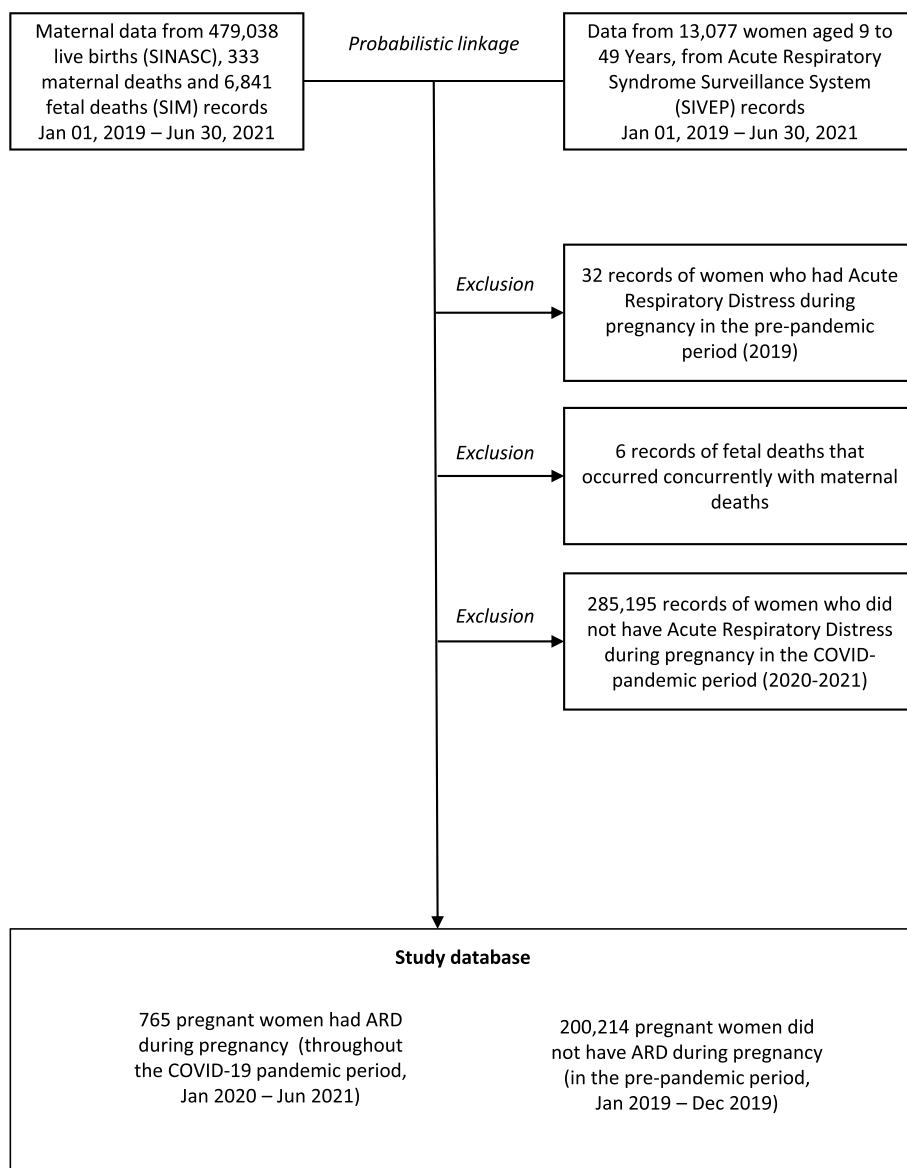 Maternal data from 479,038
live births (SINASC), 333
maternal deaths and 6,841
fetal deaths (SIM) records
Jan 01, 2019 – Jun 30, 2021
Probabilistic linkage
Data from 13,077 women aged 9 to
49 Years, from Acute Respiratory
Syndrome Surveillance System
(SIVEP) records
Jan 01, 2019 – Jun 30, 2021
Exclusion
32 records of women who had Acute
Respiratory Distress during
pregnancy in the pre-pandemic
period (2019)
Exclusion
6 records of fetal deaths that
occurred concurrently with maternal
deaths
Exclusion
285,195 records of women who did
not have Acute Respiratory Distress
during pregnancy in the COVID-
pandemic period (2020-2021)
Study database
765 pregnant women had ARD
during pregnancy (throughout
the COVID-19 pandemic period,
Jan 2020 – Jun 2021)
200,214 pregnant women did
not have ARD during pregnancy
(in the pre-pandemic period,
Jan 2019 – Dec 2019)